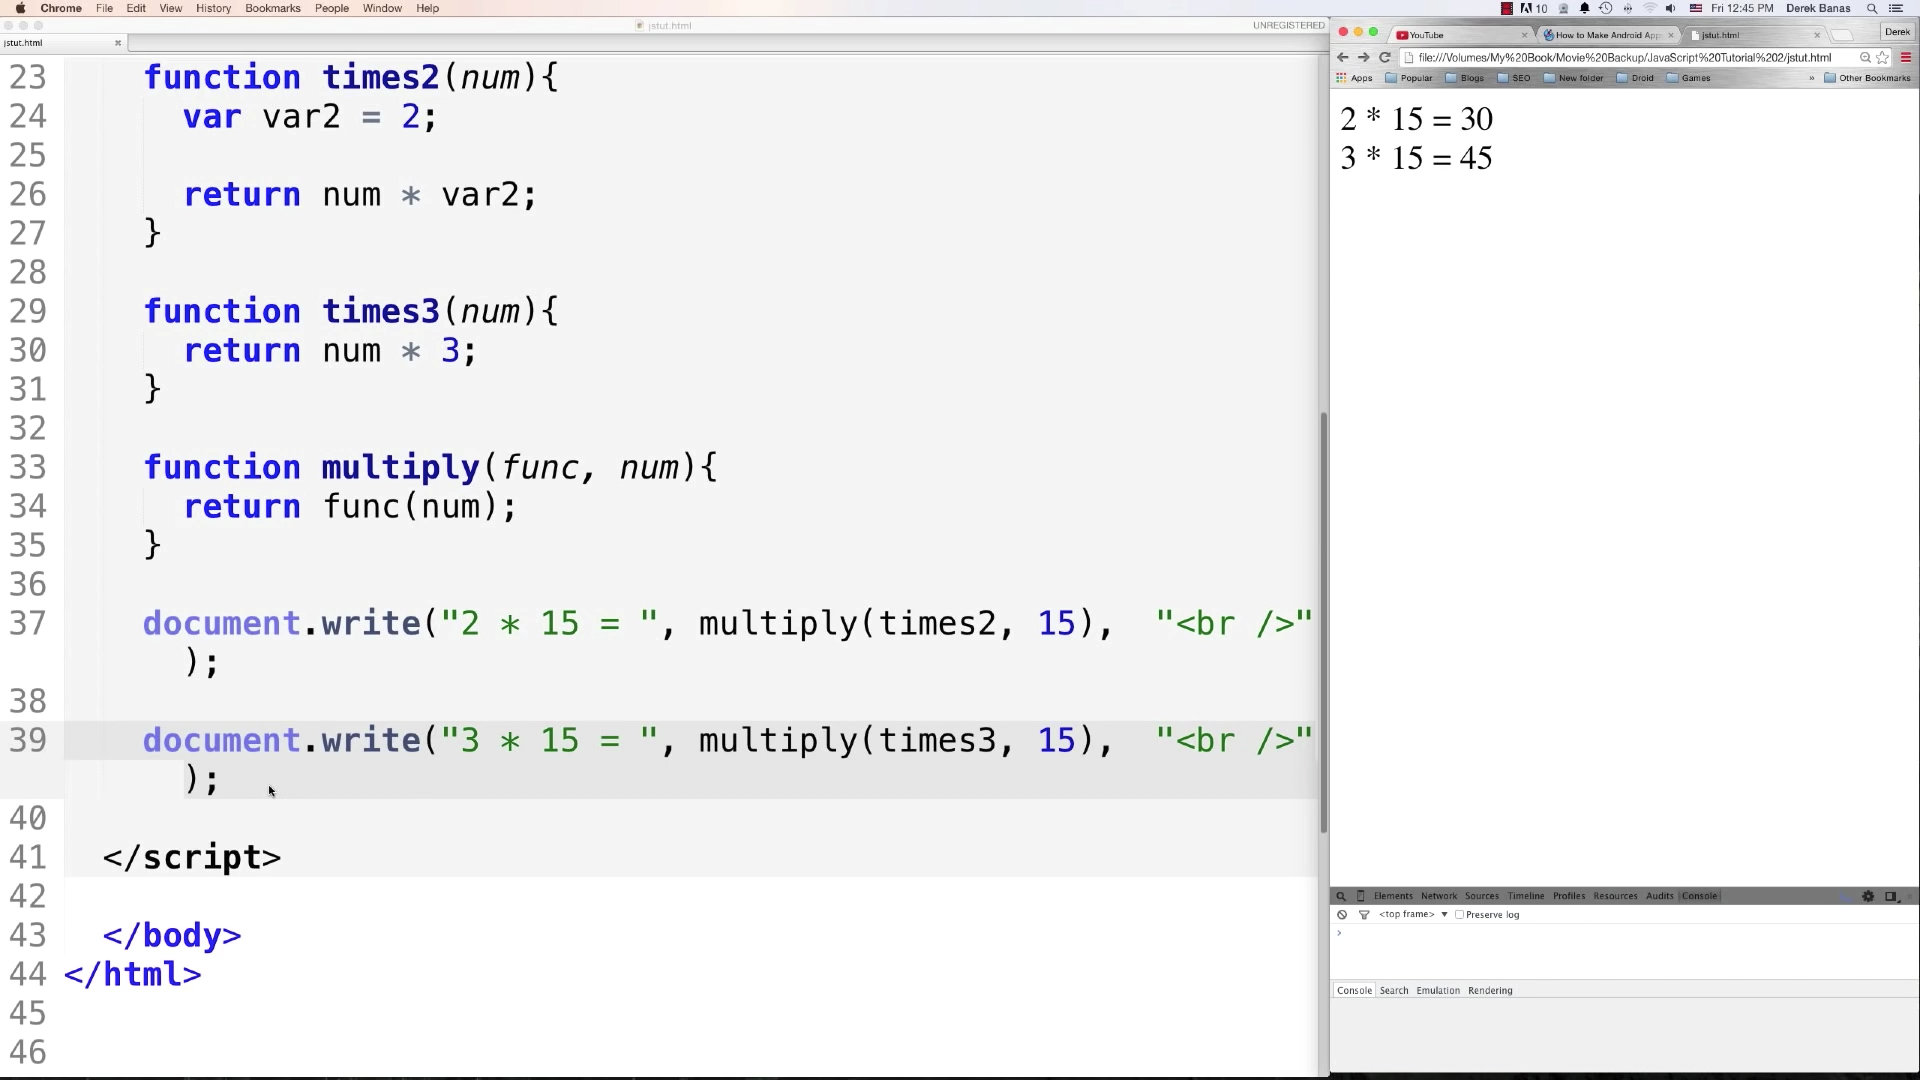 Chrome File Edit View History Bookmarks People Window Help
10 Fri 12:45 PM Derek Banas
jstut.html UNREGISTERED
jstut.html ×
23 function times2(num){
24 var var2 = 2;
25
26 return num * var2;
27 }
28
29 function times3(num){
30 return num * 3;
31 }
32
33 function multiply(func, num){
34 return func(num);
35 }
36
37 document.write("2 * 15 = ", multiply(times2, 15),  "<br />"
);
38
39 document.write("3 * 15 = ", multiply(times3, 15),  "<br />"
);
40
41 </script>
42
43 </body>
44 </html>
45
46
YouTube × How to Make Android App × jstut.html × Derek
file:///Volumes/My%20Book/Movie%20Backup/JavaScript%20Tutorial%202/jstut.html
Apps Popular Blogs SEO New folder Droid Games » Other Bookmarks
2 * 15 = 30
3 * 15 = 45
Elements Network Sources Timeline Profiles Resources Audits Console
<top frame> ▼ Preserve log
>
Console Search Emulation Rendering